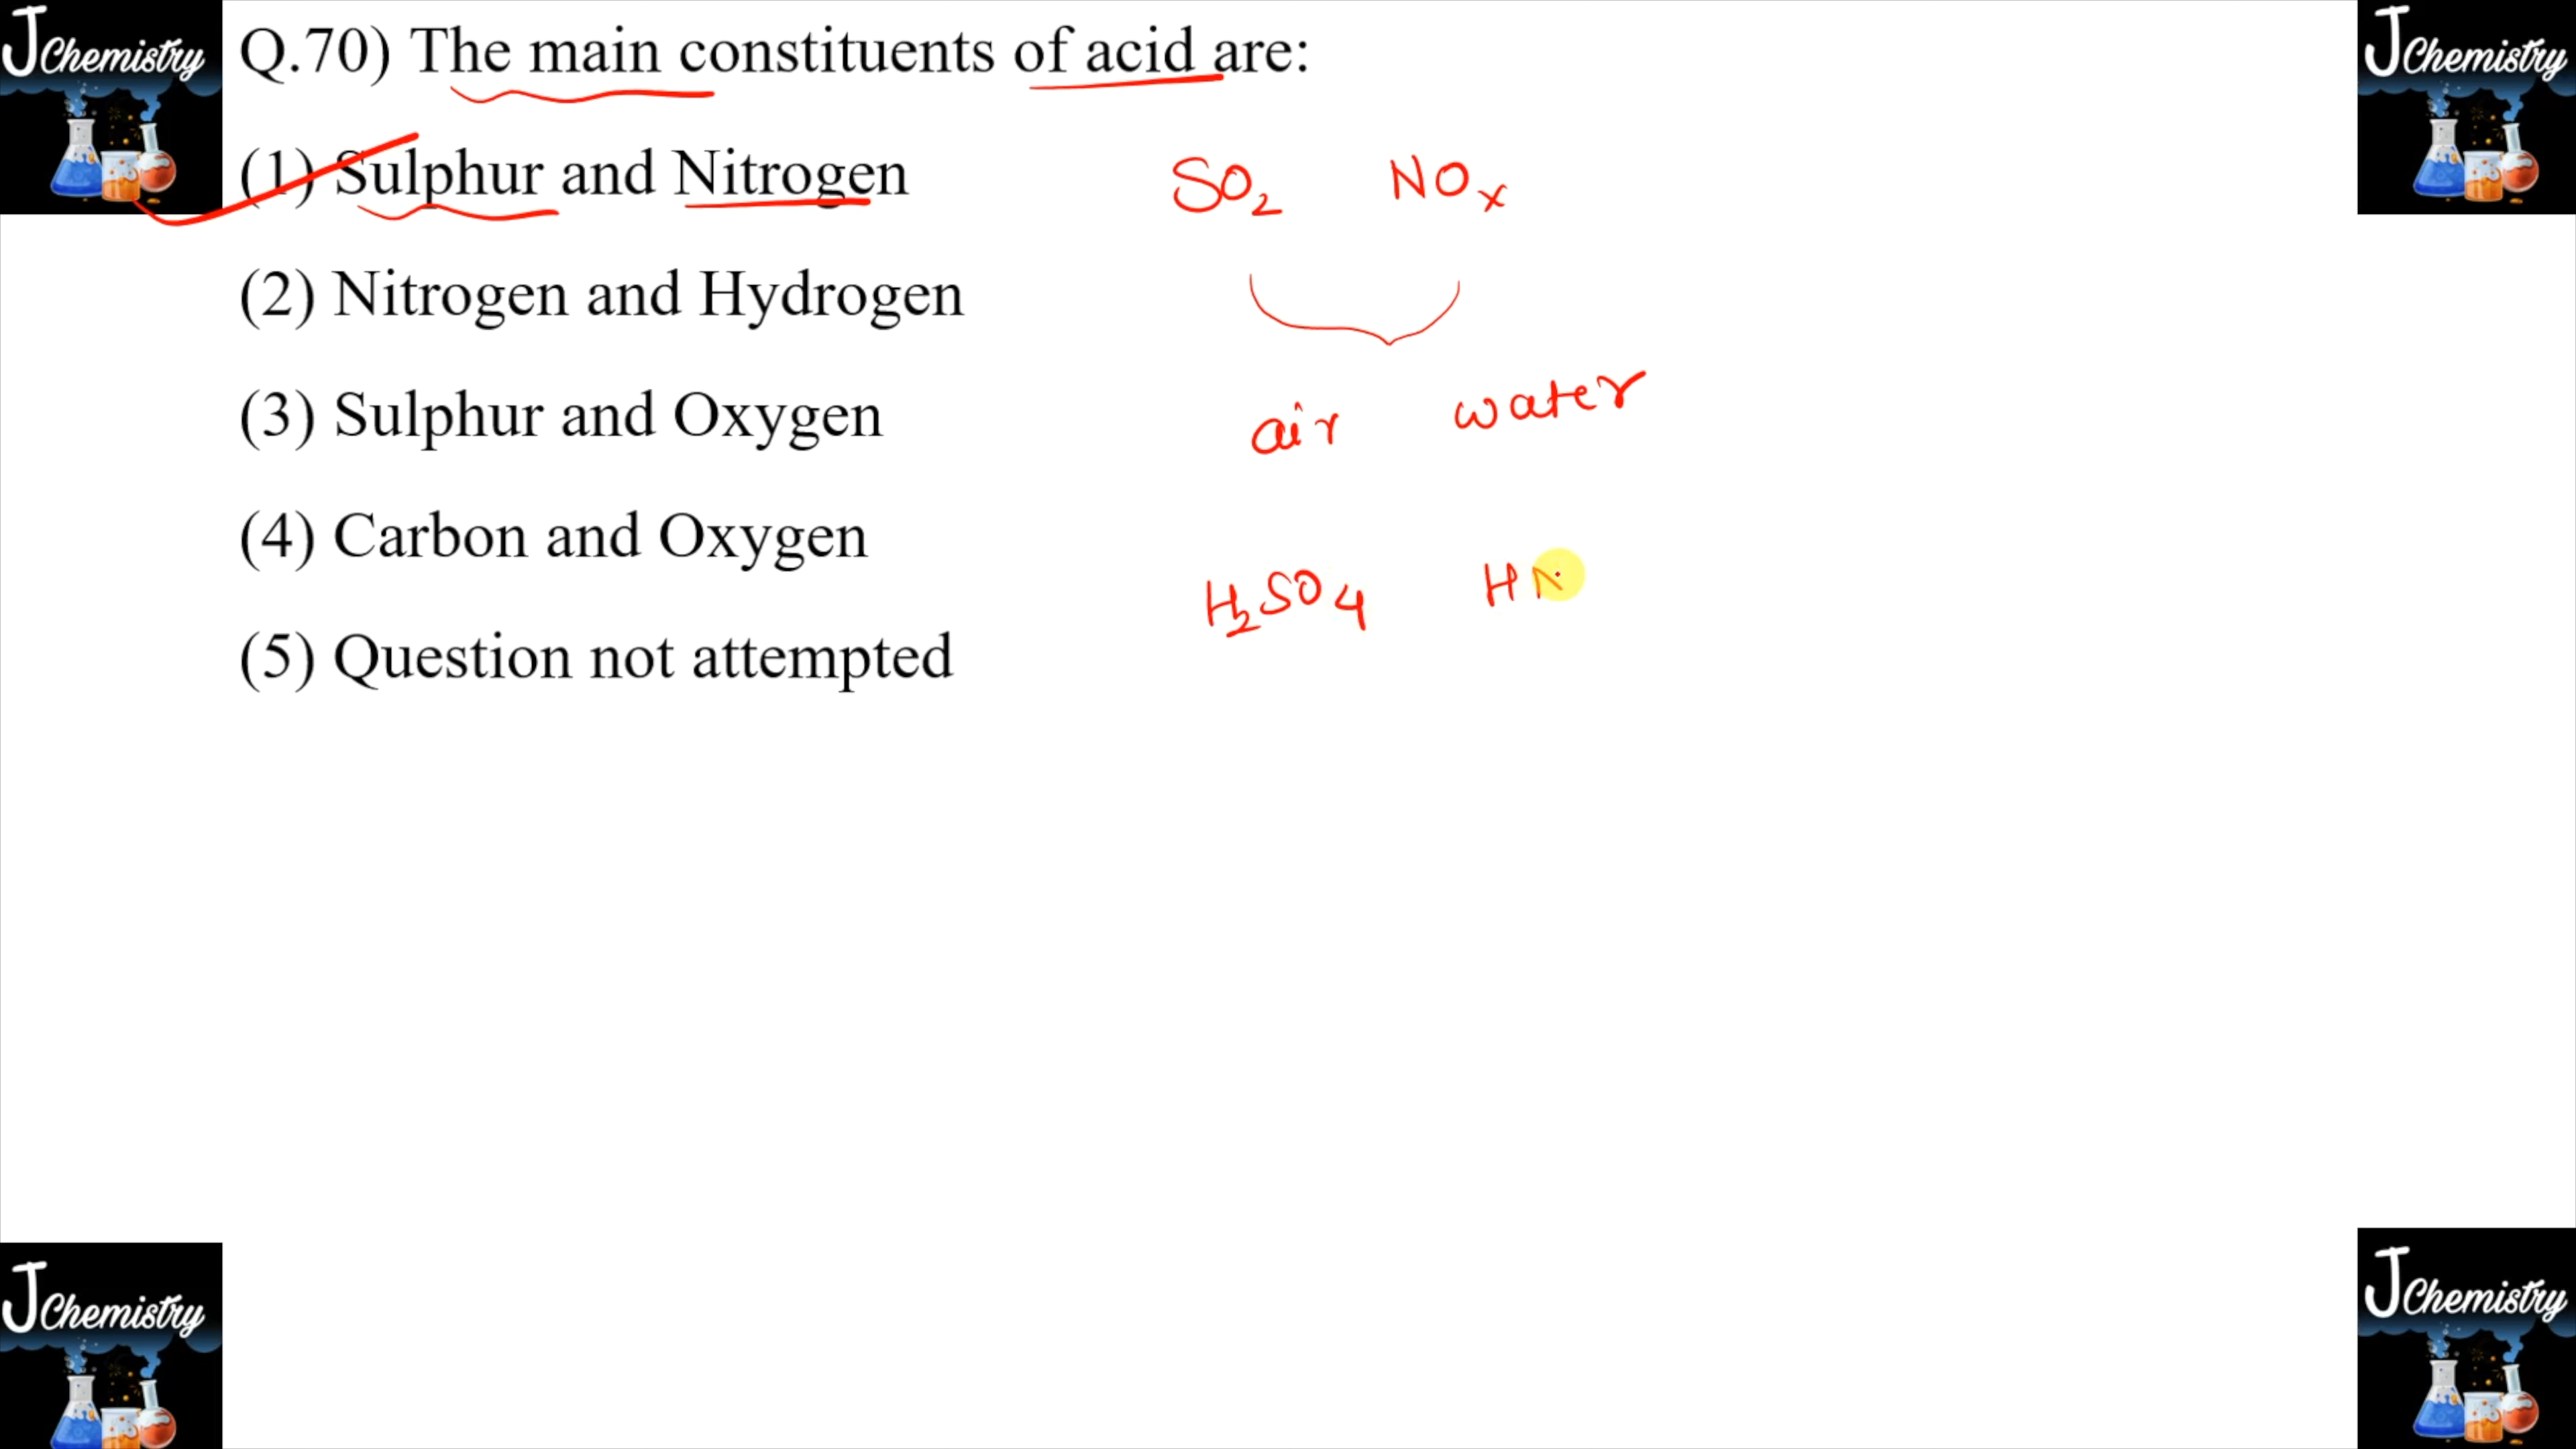 JChemistry
JChemistry
Q.70) The main constituents of acid are:
(1) Sulphur and Nitrogen
SO₂ NOₓ
(2) Nitrogen and Hydrogen
(3) Sulphur and Oxygen
air water
(4) Carbon and Oxygen
H₂SO₄ HN
(5) Question not attempted
JChemistry
JChemistry